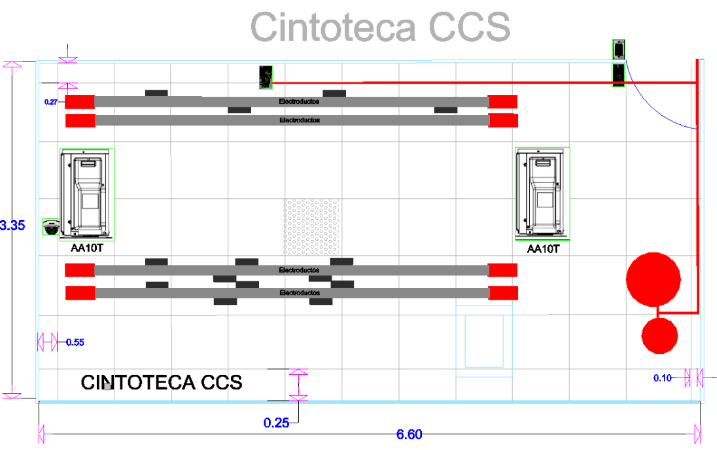 Cintoteca CCS
0.27
Electroductos
Electroductos
3.35
AA10T
AA10T
Electroductos
Electroductos
0.55
CINTOTECA CCS
0.10
0.25
6.60